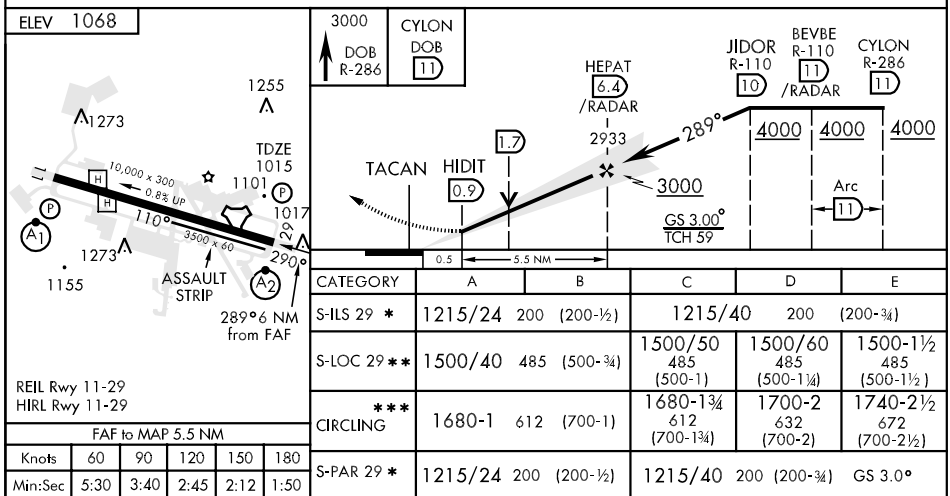 ELEV 1068
1255
1273
10,000 x 300
0.8% UP
TDZE
1015
1101
P
H
H
P
A1
110°
3500 x 60
1017
29
290°
1273
ASSAULT
STRIP
A2
1155
289° 6 NM
from FAF
REIL Rwy 11-29
HIRL Rwy 11-29
FAF to MAP 5.5 NM
Knots 60 90 120 150 180
Min:Sec 5:30 3:40 2:45 2:12 1:50
3000
DOB
R-286
CYLON
DOB
11
HEPAT
6.4
/RADAR
2933
JIDOR
R-110
10
BEVBE
R-110
11
/RADAR
CYLON
R-286
11
289°
4000 4000 4000
1.7
TACAN
HIDIT
0.9
3000
Arc
11
GS 3.00°
TCH 59
0.5 5.5 NM
CATEGORY A B C D E
S-ILS 29 * 1215/24 200 (200-½) 1215/40 200 (200-¾)
S-LOC 29 ** 1500/40 485 (500-¾) 1500/50 485 (500-1) 1500/60 485 (500-1¼) 1500-1½ 485 (500-1½)
*** CIRCLING 1680-1 612 (700-1) 1680-1¾ 612 (700-1¾) 1700-2 632 (700-2) 1740-2½ 672 (700-2½)
S-PAR 29 * 1215/24 200 (200-½) 1215/40 200 (200-¾) GS 3.0°